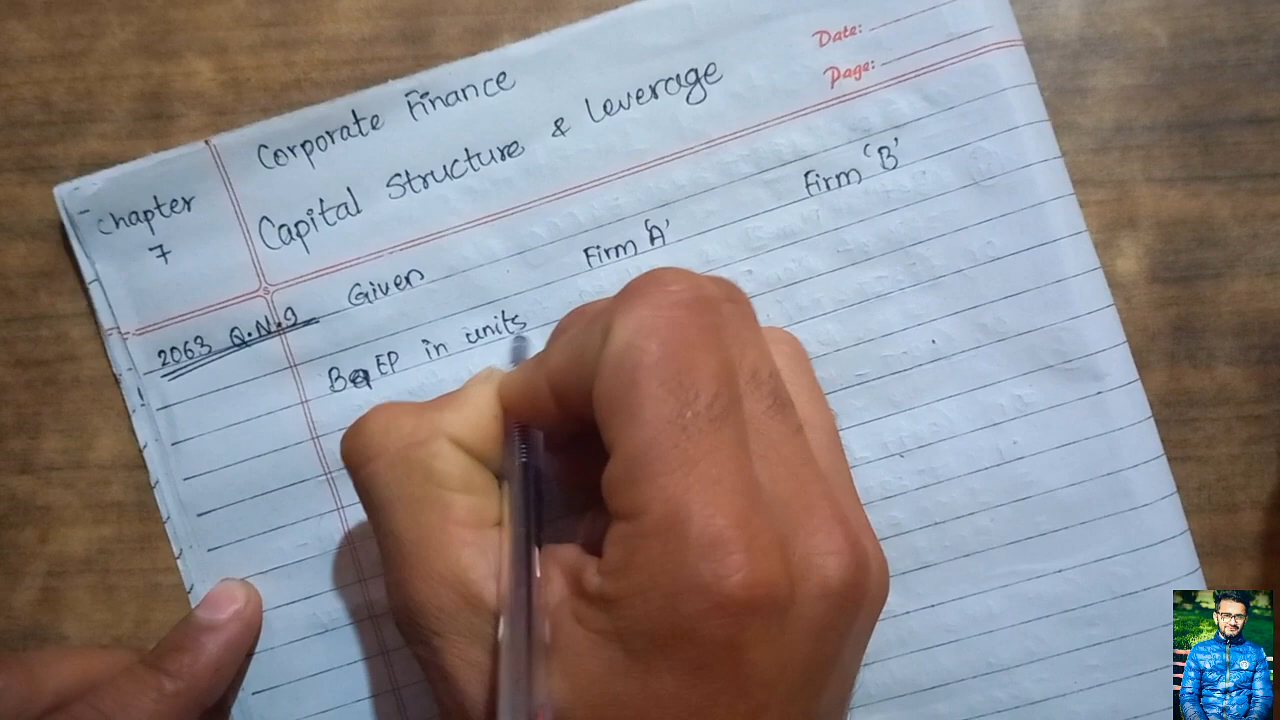 Date:
Page:
Corporate Finance
Capital Structure & Leverage
Chapter
7
Given Firm 'A' Firm 'B'
2063 Q.N.9
BEP in units